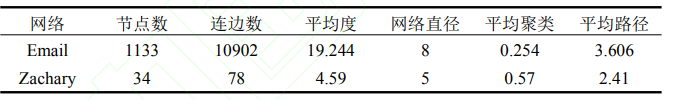 网络 节点数 连边数 平均度 网络直径 平均聚类 平均路径
Email 1133 10902 19.244 8 0.254 3.606
Zachary 34 78 4.59 5 0.57 2.41